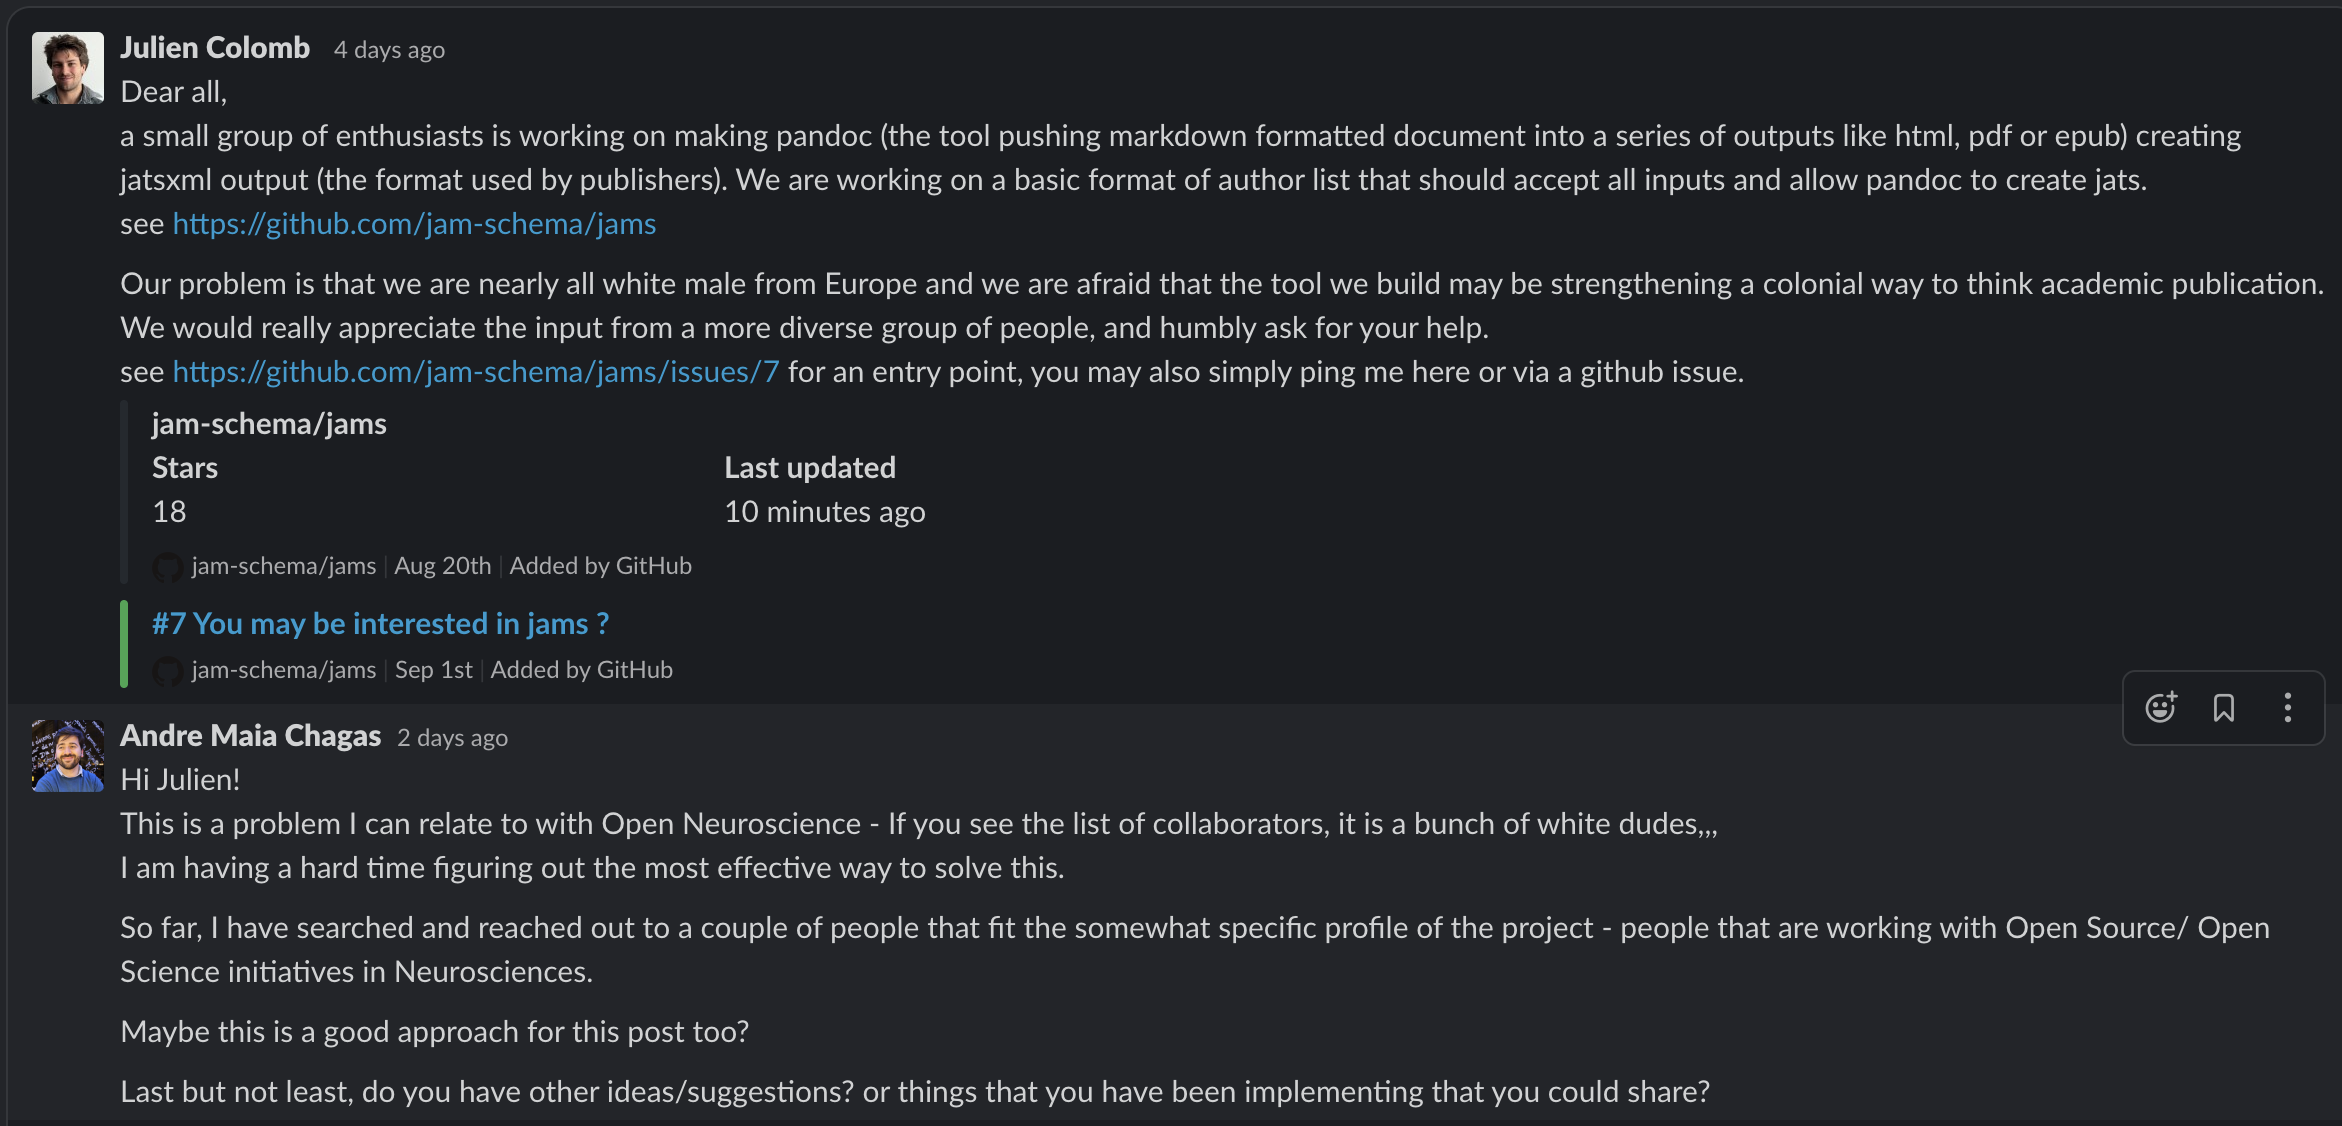 Julien Colomb 4 days ago
Dear all,
a small group of enthusiasts is working on making pandoc (the tool pushing markdown formatted document into a series of outputs like html, pdf or epub) creating
jatsxml output (the format used by publishers). We are working on a basic format of author list that should accept all inputs and allow pandoc to create jats.
see https://github.com/jam-schema/jams
Our problem is that we are nearly all white male from Europe and we are afraid that the tool we build may be strengthening a colonial way to think academic publication.
We would really appreciate the input from a more diverse group of people, and humbly ask for your help.
see https://github.com/jam-schema/jams/issues/7 for an entry point, you may also simply ping me here or via a github issue.
jam-schema/jams
Stars Last updated
18 10 minutes ago
jam-schema/jams | Aug 20th | Added by GitHub
#7 You may be interested in jams ?
jam-schema/jams | Sep 1st | Added by GitHub
Andre Maia Chagas 2 days ago
Hi Julien!
This is a problem I can relate to with Open Neuroscience - If you see the list of collaborators, it is a bunch of white dudes,,,
I am having a hard time figuring out the most effective way to solve this.
So far, I have searched and reached out to a couple of people that fit the somewhat specific profile of the project - people that are working with Open Source/ Open
Science initiatives in Neurosciences.
Maybe this is a good approach for this post too?
Last but not least, do you have other ideas/suggestions? or things that you have been implementing that you could share?